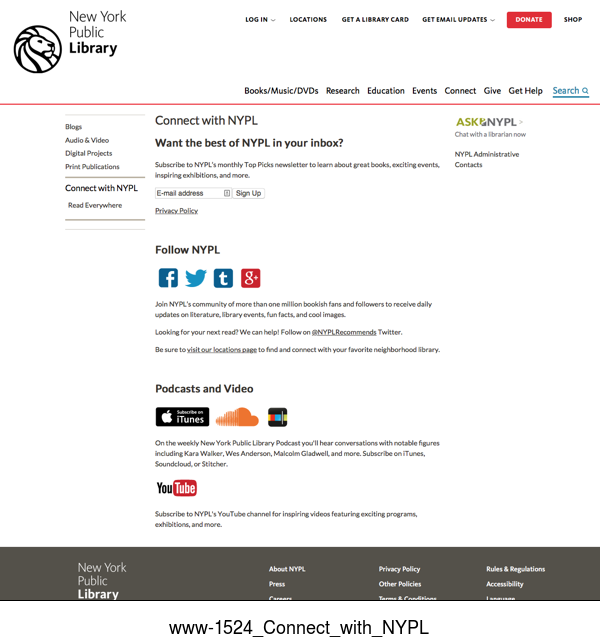 New York
Public
Library
LOG IN
LOCATIONS
GET A LIBRARY CARD
GET EMAIL UPDATES
DONATE
SHOP
Books/Music/DVDs
Research
Education
Events
Connect
Give
Get Help
Search
Blogs
Audio & Video
Digital Projects
Print Publications
Connect with NYPL
Read Everywhere
Connect with NYPL
Want the best of NYPL in your inbox?
Subscribe to NYPL's monthly Top Picks newsletter to learn about great books, exciting events,
inspiring exhibitions, and more.
E-mail address
Sign Up
Privacy Policy
Follow NYPL
f
t
g+
Join NYPL's community of more than one million bookish fans and followers to receive daily
updates on literature, library events, fun facts, and cool images.
Looking for your next read? We can help! Follow on @NYPLRecommends Twitter.
Be sure to visit our locations page to find and connect with your favorite neighborhood library.
Podcasts and Video
Subscribe on
iTunes
On the weekly New York Public Library Podcast you'll hear conversations with notable figures
including Kara Walker, Wes Anderson, Malcolm Gladwell, and more. Subscribe on iTunes,
Soundcloud, or Stitcher.
YouTube
Subscribe to NYPL's YouTube channel for inspiring videos featuring exciting programs,
exhibitions, and more.
ASK NYPL >
Chat with a librarian now
NYPL Administrative
Contacts
New York
Public
Library
About NYPL
Press
Careers
Privacy Policy
Other Policies
Terms & Conditions
Rules & Regulations
Accessibility
Language
www-1524_Connect_with_NYPL